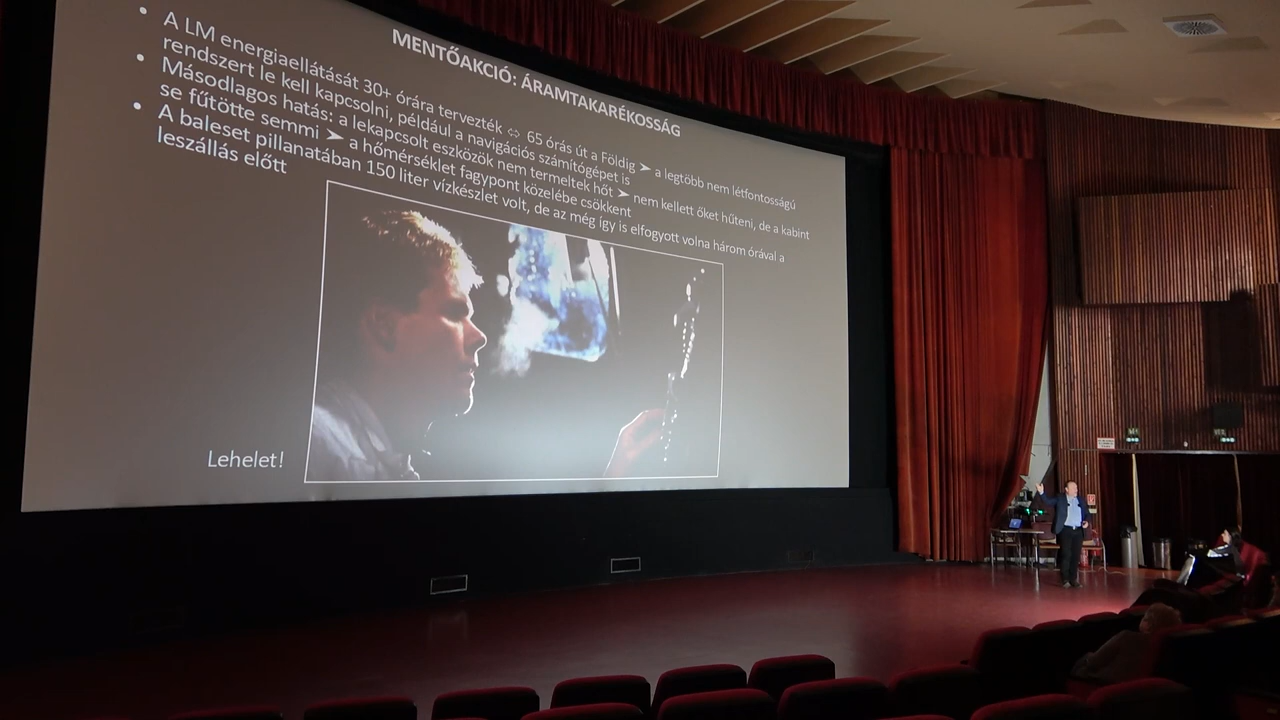 MENTŐAKCIÓ: ÁRAMTAKARÉKOSSÁG
• A LM energiaellátását 30+ órára tervezték ⇔ 65 órás út a Földig ➤ a legtöbb nem létfontosságú
rendszert le kell kapcsolni, például a navigációs számítógépet is
• Másodlagos hatás: a lekapcsolt eszközök nem termeltek hőt ➤ nem kellett őket hűteni, de a kabint
se fűtötte semmi ➤ a hőmérséklet fagypont közelébe csökkent
• A baleset pillanatában 150 liter vízkészlet volt, de az még így is elfogyott volna három órával a
leszállás előtt
Lehelet!